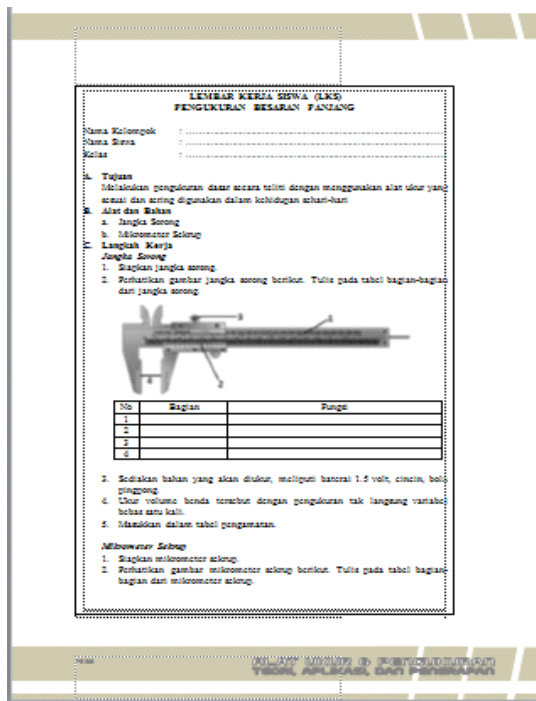 LEMBAR KERJA SISWA (LKS)
PENGUKURAN BESARAN PANJANG
Nama Kelompok : ........................................................
Nama Siswa : ........................................................
Kelas : ........................................................
A. Tujuan
Melakukan pengukuran dasar secara teliti dengan menggunakan alat ukur yang
sesuai dan sering digunakan dalam kehidupan sehari-hari
B. Alat dan Bahan
a. Jangka Sorong
b. Mikrometer Sekrup
C. Langkah Kerja
Jangka Sorong
1. Siapkan jangka sorong.
2. Perhatikan gambar jangka sorong berikut. Tulis pada tabel bagian-bagian
dari jangka sorong.
3
1
4
2
No Bagian Fungsi
1
2
3
4
3. Sediakan bahan yang akan diukur, meliputi baterai 1.5 volt, cincin, bola
pingpong.
4. Ukur volume benda tersebut dengan pengukuran tak langsung variabel
bebas satu kali.
5. Masukkan dalam tabel pengamatan.
Mikrometer Sekrup
1. Siapkan mikrometer sekrup.
2. Perhatikan gambar mikrometer sekrup berikut. Tulis pada tabel bagian-
bagian dari mikrometer sekrup.
ALAT UKUR & PENGUKURAN
TEORI, APLIKASI, DAN PENERAPAN